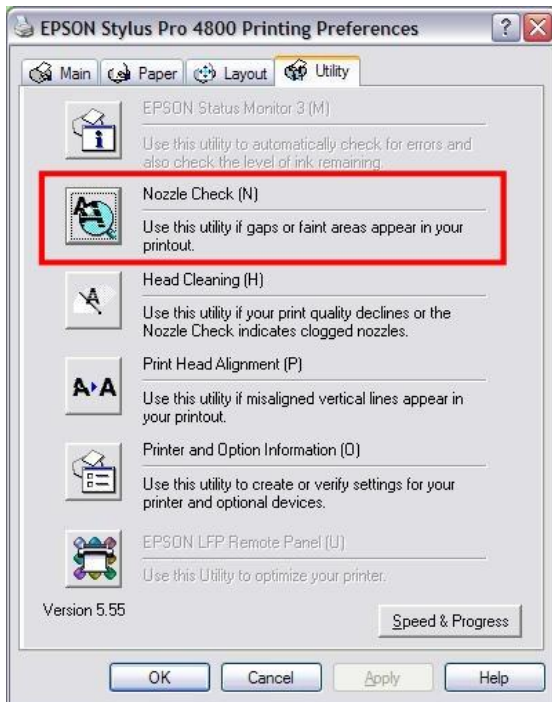 EPSON Stylus Pro 4800 Printing Preferences
Main Paper Layout Utility
EPSON Status Monitor 3 (M)
Use this utility to automatically check for errors and
also check the level of ink remaining.
Nozzle Check (N)
Use this utility if gaps or faint areas appear in your
printout.
Head Cleaning (H)
Use this utility if your print quality declines or the
Nozzle Check indicates clogged nozzles.
Print Head Alignment (P)
Use this utility if misaligned vertical lines appear in
your printout.
Printer and Option Information (O)
Use this utility to create or verify settings for your
printer and optional devices.
EPSON LFP Remote Panel (U)
Use this Utility to optimize your printer.
Version 5.55
Speed & Progress
OK Cancel Apply Help